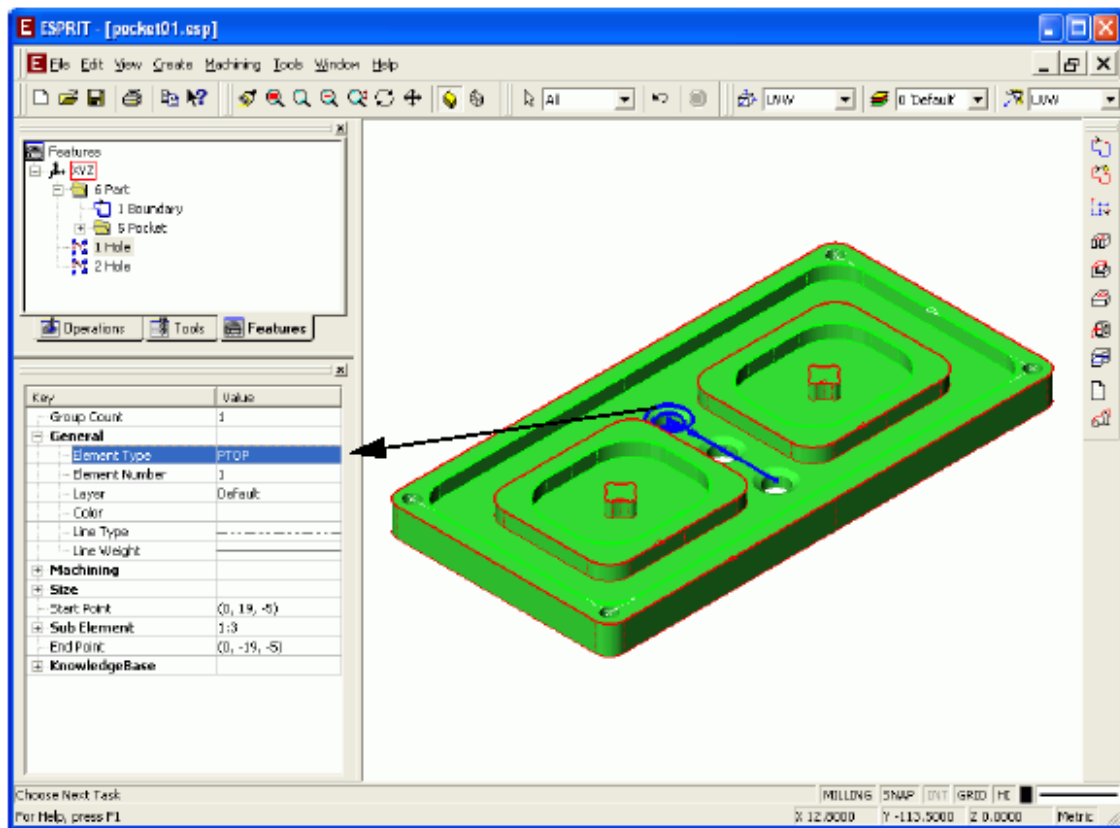 ESPRIT - [pocket01.esp]
File Edit View Create Machining Tools Window Help
All UVW 0 'Default' UVW
Features
XYZ
6 Part
1 Boundary
5 Pocket
1 Hole
2 Hole
Operations Tools Features
Key Value
Group Count 1
General
Element Type PTOP
Element Number 1
Layer Default
Color
Line Type
Line Weight
Machining
Size
Start Point (0, 19, -5)
Sub Element 1:3
End Point (0, -19, -5)
KnowledgeBase
Choose Next Task MILLING SNAP INT GRID HI
For Help, press F1 X 12.8000 Y -113.5000 Z 0.0000 Metric